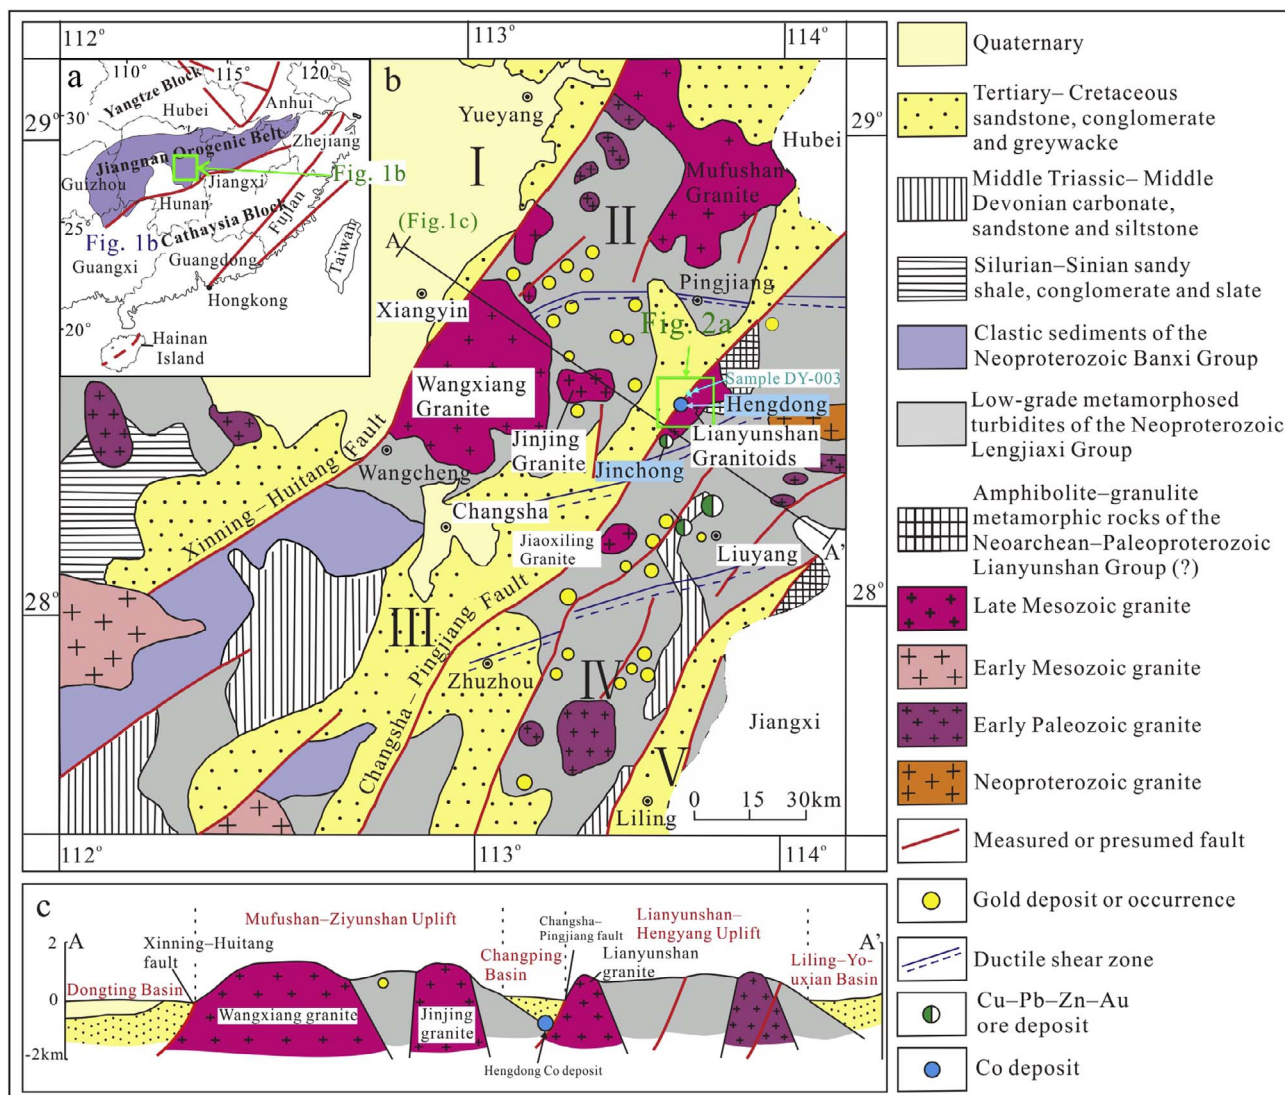 112°
113°
114°
a
110°
115°
120°
Yangtze Block
Hubei
Anhui
30°
Jiangnan Orogenic Belt
Zhejiang
Guizhou
Jiangxi
Fig. 1b
Hunan
25°
Fig. 1b
Cathaysia Block
Fujian
Guangxi
Guangdong
Taiwan
Hongkong
20°
Hainan
Island
b
29°
29°
Yueyang
Hubei
I
Mufushan
Granite
(Fig.1c)
A
II
Pingjiang
Xiangyin
Fig. 2a
Sample DY-003
Wangxiang
Granite
Hengdong
Jinjing
Granite
Lianyunshan
Granitoids
Xinning–Huitang Fault
Wangcheng
Jinchong
Changsha
Jiaoxiling
Granite
Liuyang
A'
28°
28°
III
Changsha–Pingjiang Fault
Zhuzhou
IV
Jiangxi
V
Liling
0 15 30km
112°
113°
114°
c
A
A'
2
0
-2km
Mufushan–Ziyunshan Uplift
Xinning–Huitang
fault
Dongting Basin
Wangxiang granite
Jinjing
granite
Changping
Basin
Changsha–
Pingjiang fault
Lianyunshan
granite
Lianyunshan–
Hengyang Uplift
Liling–Yo-
uxian Basin
Hengdong Co deposit
Quaternary
Tertiary–Cretaceous
sandstone, conglomerate
and greywacke
Middle Triassic–Middle
Devonian carbonate,
sandstone and siltstone
Silurian–Sinian sandy
shale, conglomerate and slate
Clastic sediments of the
Neoproterozoic Banxi Group
Low-grade metamorphosed
turbidites of the Neoproterozoic
Lengjiaxi Group
Amphibolite–granulite
metamorphic rocks of the
Neoarchean–Paleoproterozoic
Lianyunshan Group (?)
Late Mesozoic granite
Early Mesozoic granite
Early Paleozoic granite
Neoproterozoic granite
Measured or presumed fault
Gold deposit or occurrence
Ductile shear zone
Cu–Pb–Zn–Au
ore deposit
Co deposit